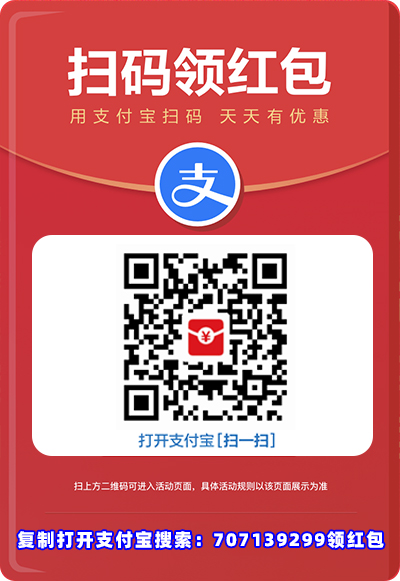 扫码领红包
用支付宝扫码 天天有优惠
支
打开支付宝[扫一扫]
扫上方二维码可进入活动页面，具体活动规则以该页面展示为准
复制打开支付宝搜索：707139299领红包